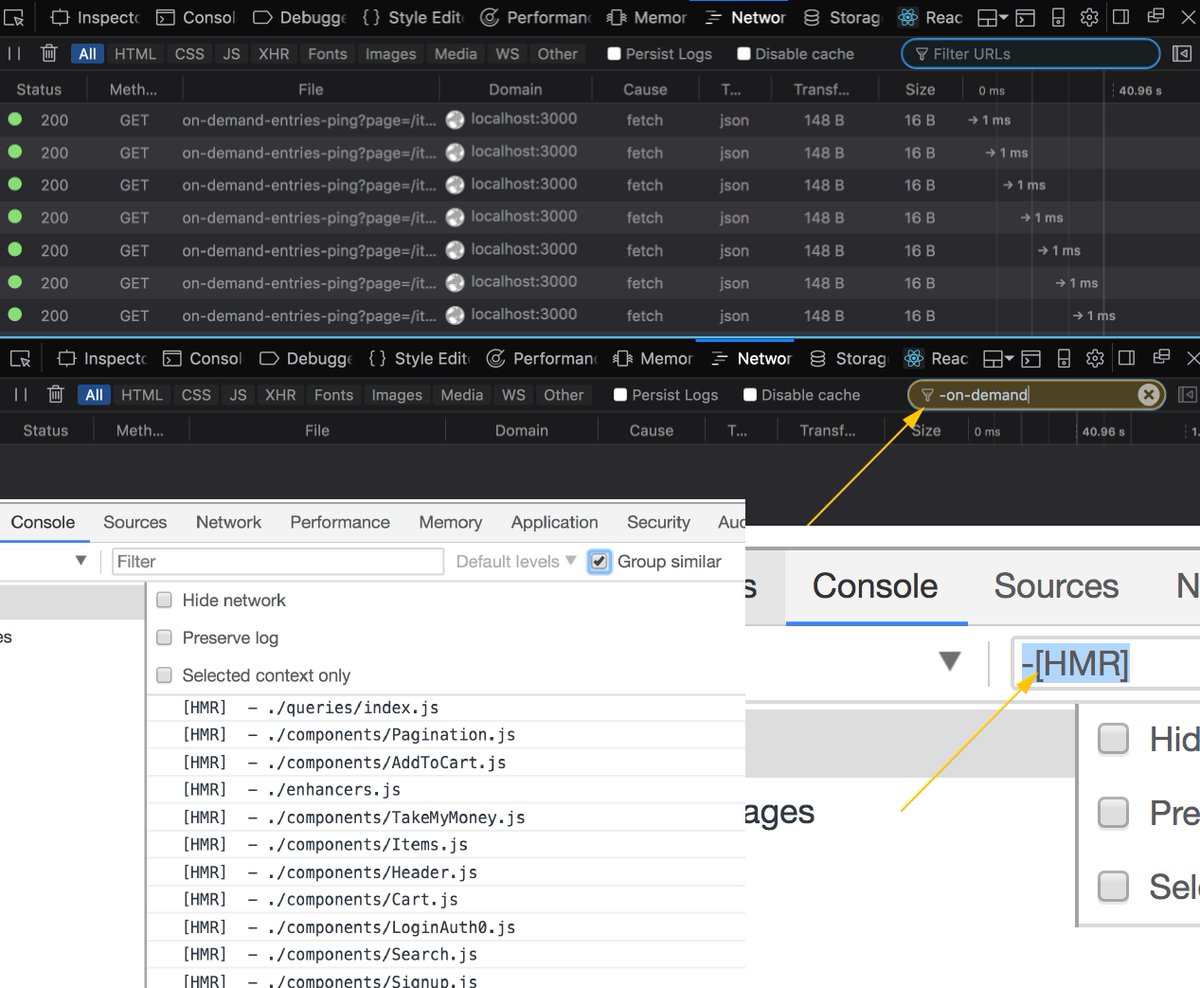 Inspecto Consol Debugge { } Style Edit Performan Memor Networ Storag Reac
All HTML CSS JS XHR Fonts Images Media WS Other Persist Logs Disable cache Filter URLs
Status Meth... File Domain Cause T... Transf... Size 0 ms 40.96 s
200 GET on-demand-entries-ping?page=/it... localhost:3000 fetch json 148 B 16 B → 1 ms
200 GET on-demand-entries-ping?page=/it... localhost:3000 fetch json 148 B 16 B → 1 ms
200 GET on-demand-entries-ping?page=/it... localhost:3000 fetch json 148 B 16 B → 1 ms
200 GET on-demand-entries-ping?page=/it... localhost:3000 fetch json 148 B 16 B → 1 ms
200 GET on-demand-entries-ping?page=/it... localhost:3000 fetch json 148 B 16 B → 1 ms
200 GET on-demand-entries-ping?page=/it... localhost:3000 fetch json 148 B 16 B → 1 ms
200 GET on-demand-entries-ping?page=/it... localhost:3000 fetch json 148 B 16 B → 1 ms
Inspecto Consol Debugge { } Style Edit Performan Memor Networ Storag Reac
All HTML CSS JS XHR Fonts Images Media WS Other Persist Logs Disable cache -on-demand
Status Meth... File Domain Cause T... Transf... Size 0 ms 40.96 s 1.
Console Sources Network Performance Memory Application Security Aud
Filter Default levels Group similar
Hide network
es Preserve log
Selected context only
[HMR] - ./queries/index.js
[HMR] - ./components/Pagination.js
[HMR] - ./components/AddToCart.js
[HMR] - ./enhancers.js
[HMR] - ./components/TakeMyMoney.js
[HMR] - ./components/Items.js
[HMR] - ./components/Header.js
[HMR] - ./components/Cart.js
[HMR] - ./components/LoginAuth0.js
[HMR] - ./components/Search.js
[HMR] - ./components/Signup.js
s Console Sources N
-[HMR]
Hid
ages Pre
Sel